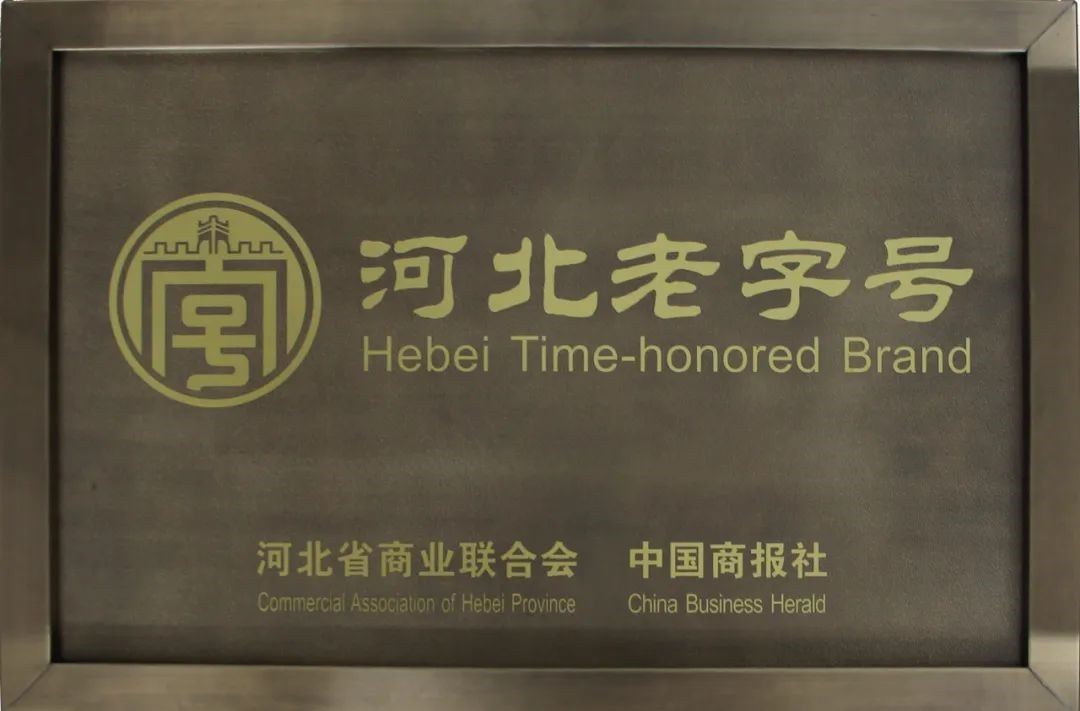 河北老字号
Hebei Time-honored Brand
河北省商业联合会 中国商报社
Commercial Association of Hebei Province China Business Herald